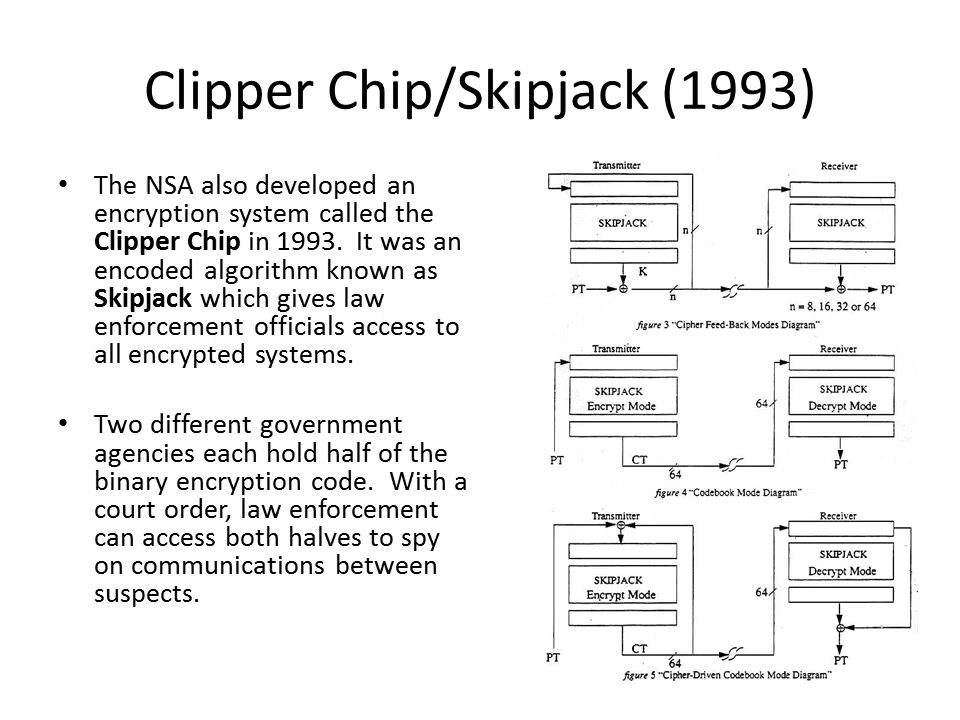 Clipper Chip/Skipjack (1993)
• The NSA also developed an
encryption system called the
Clipper Chip in 1993. It was an
encoded algorithm known as
Skipjack which gives law
enforcement officials access to
all encrypted systems.
• Two different government
agencies each hold half of the
binary encryption code. With a
court order, law enforcement
can access both halves to spy
on communications between
suspects.
Transmitter Receiver
SKIPJACK SKIPJACK
n n
K
PT n PT
n = 8, 16, 32 or 64
figure 3 "Cipher Feed-Back Modes Diagram"
Transmitter Receiver
SKIPJACK SKIPJACK
Encrypt Mode 64 Decrypt Mode
PT CT PT
64
figure 4 "Codebook Mode Diagram"
Transmitter Receiver
SKIPJACK SKIPJACK
Encrypt Mode 64 Decrypt Mode
CT
PT 64 PT
figure 5 "Cipher-Driven Codebook Mode Diagram"